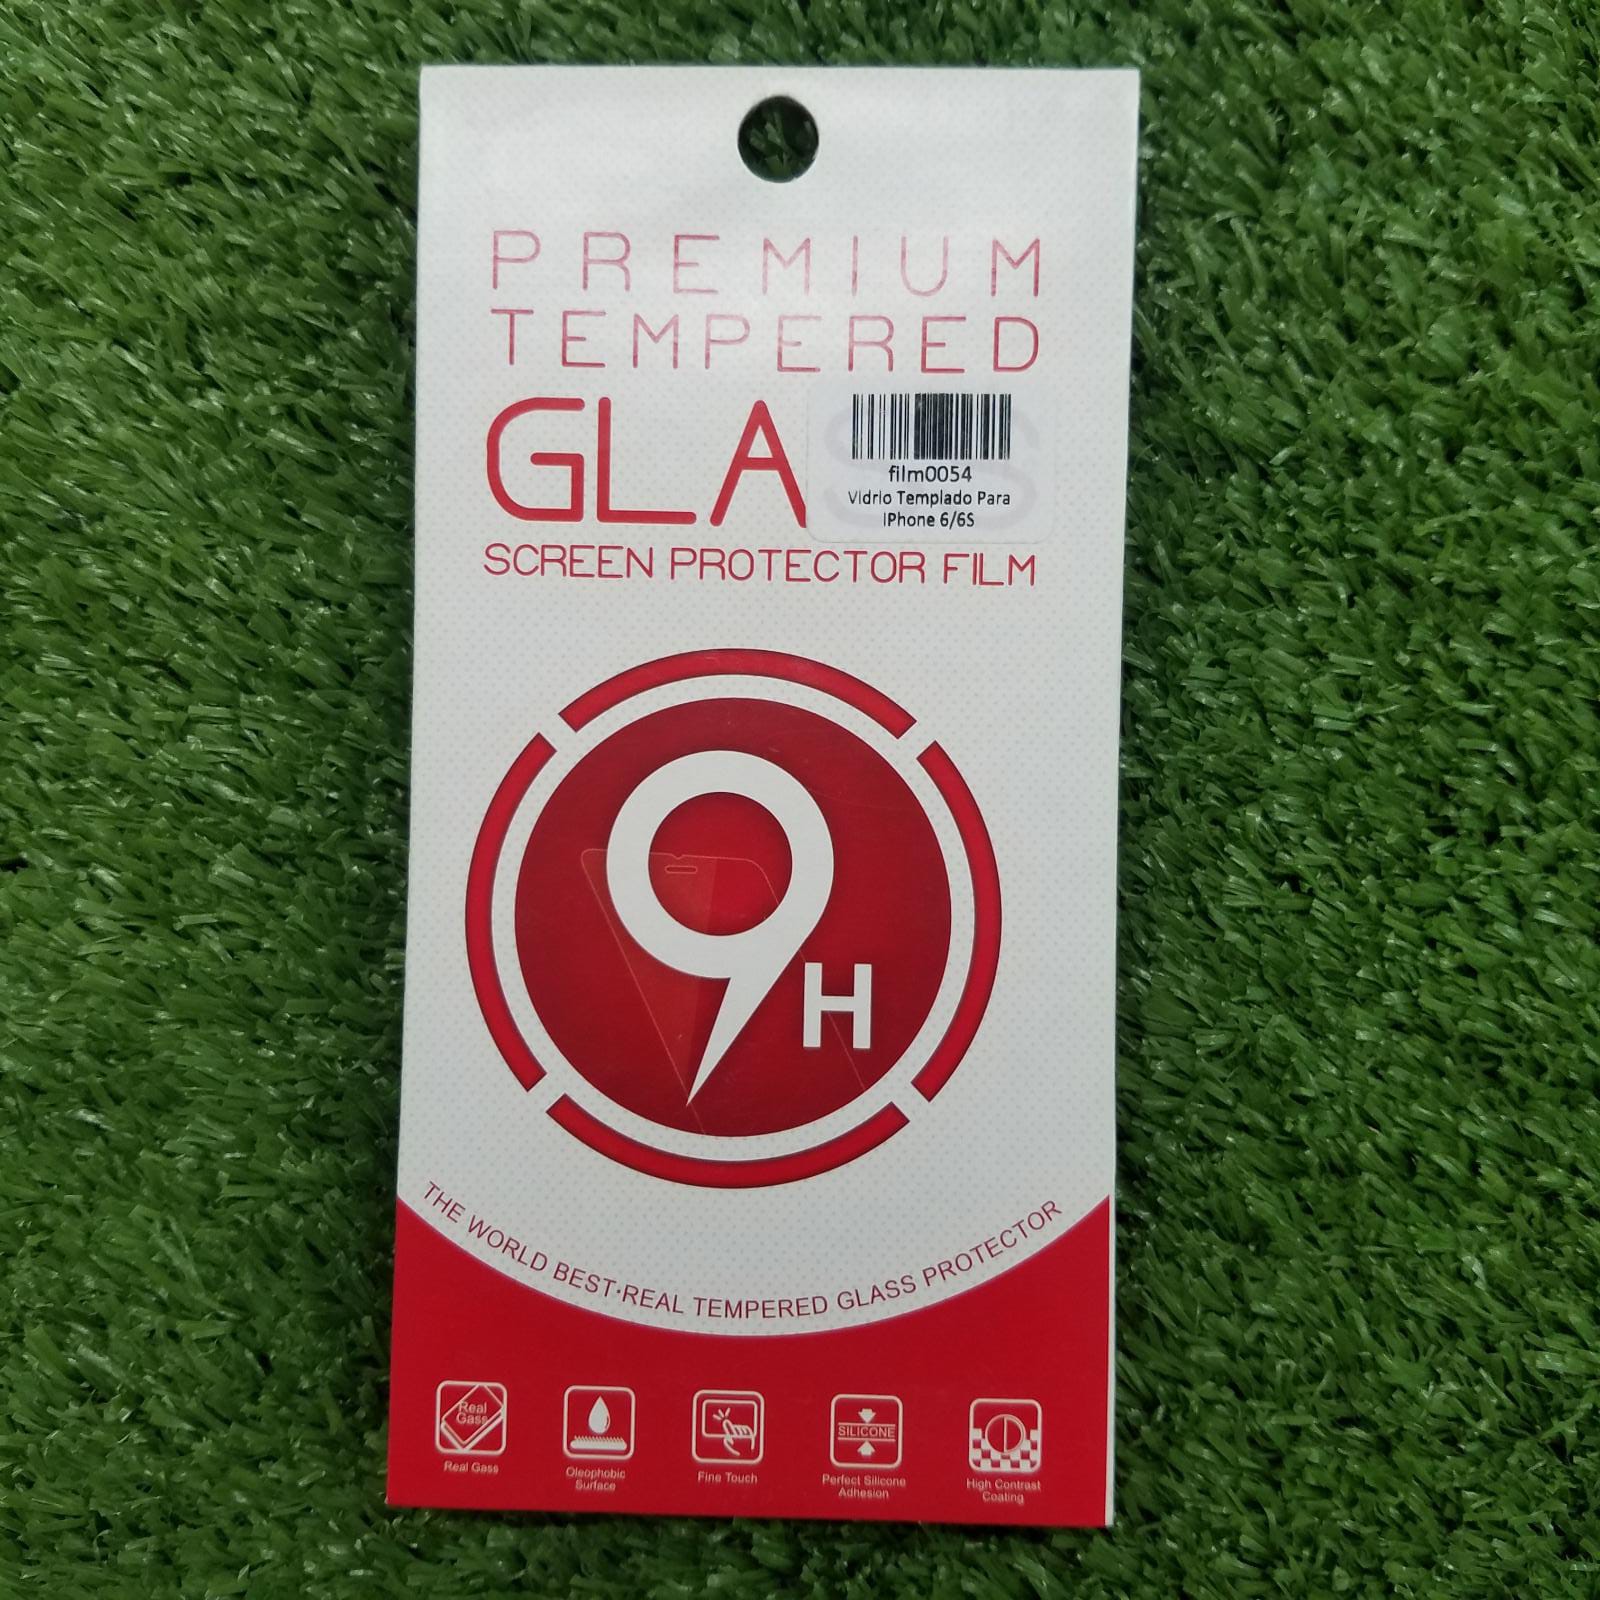 PREMIUM
TEMPERED
GLA
film0054
Vidrio Templado Para
iPhone 6/6S
SCREEN PROTECTOR FILM
9H
THE WORLD BEST·REAL TEMPERED GLASS PROTECTOR
Real
Gass
SILICONE
Real Gass
Oleophobic
Surface
Fine Touch
Perfect Silicone
Adhesion
High Contrast
Coating